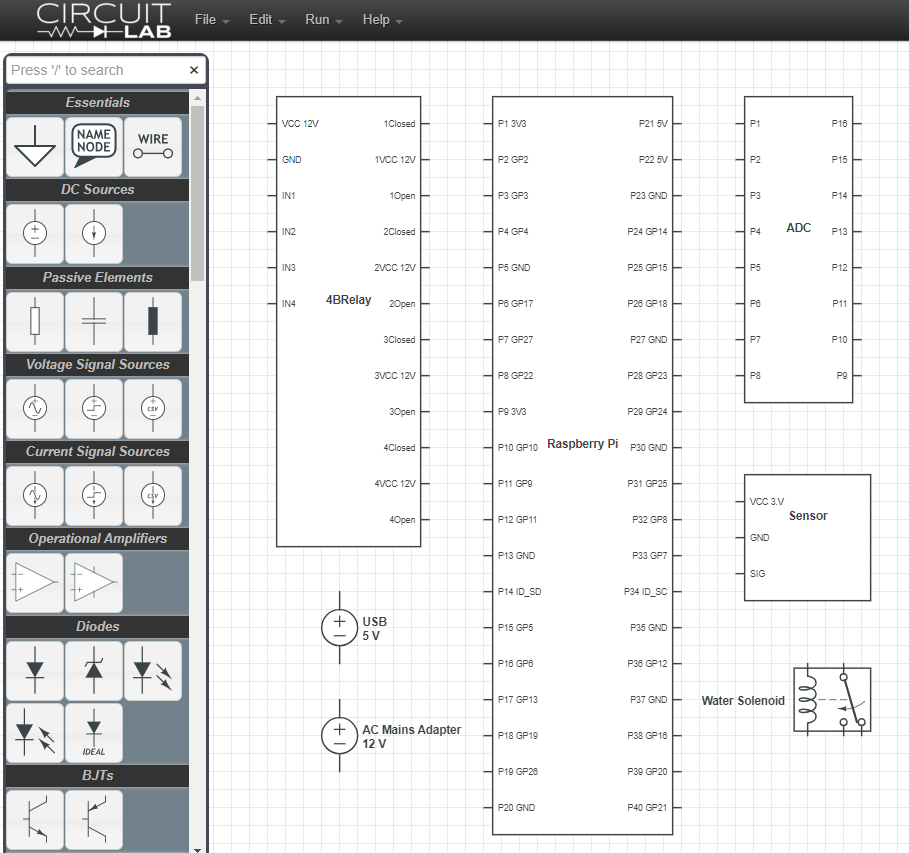 CIRCUIT
LAB
File Edit Run Help
Press '/' to search ×
Essentials
NAME
NODE
WIRE
DC Sources
Passive Elements
Voltage Signal Sources
CSV
Current Signal Sources
CSV
Operational Amplifiers
Diodes
IDEAL
BJTs
VCC 12V 1Closed
GND 1VCC 12V
IN1 1Open
IN2 2Closed
IN3 2VCC 12V
IN4 2Open
4BRelay
3Closed
3VCC 12V
3Open
4Closed
4VCC 12V
4Open
USB
5 V
AC Mains Adapter
12 V
P1 3V3 P21 5V
P2 GP2 P22 5V
P3 GP3 P23 GND
P4 GP4 P24 GP14
P5 GND P25 GP15
P6 GP17 P26 GP18
P7 GP27 P27 GND
P8 GP22 P28 GP23
P9 3V3 P29 GP24
P10 GP10 Raspberry Pi P30 GND
P11 GP9 P31 GP25
P12 GP11 P32 GP8
P13 GND P33 GP7
P14 ID_SD P34 ID_SC
P15 GP5 P35 GND
P16 GP6 P36 GP12
P17 GP13 P37 GND
P18 GP19 P38 GP16
P19 GP26 P39 GP20
P20 GND P40 GP21
P1 P16
P2 P15
P3 P14
P4 ADC P13
P5 P12
P6 P11
P7 P10
P8 P9
VCC 3.V
Sensor
GND
SIG
Water Solenoid